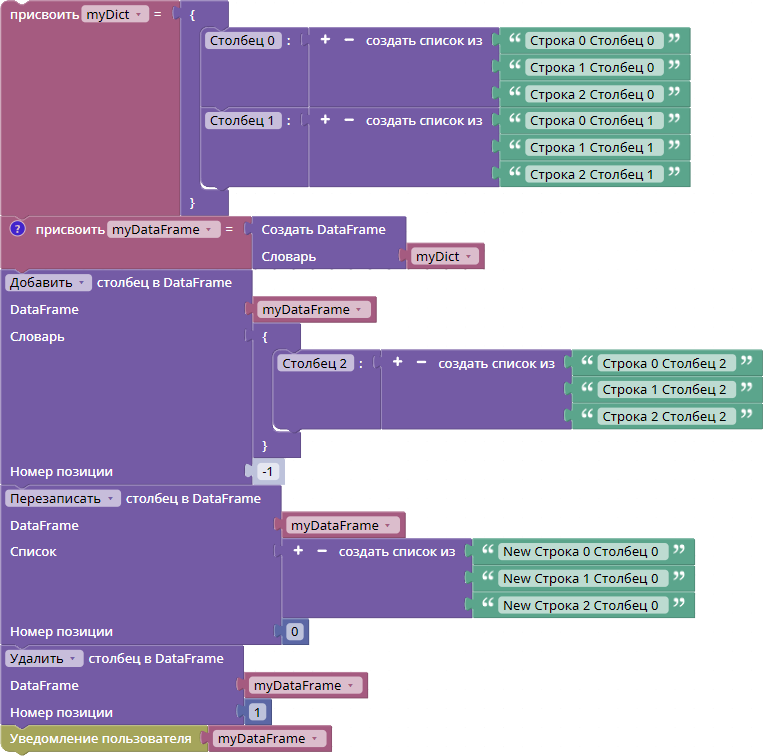 присвоить myDict = {
Столбец 0 : + − создать список из “ Строка 0 Столбец 0 ”
“ Строка 1 Столбец 0 ”
“ Строка 2 Столбец 0 ”
Столбец 1 : + − создать список из “ Строка 0 Столбец 1 ”
“ Строка 1 Столбец 1 ”
“ Строка 2 Столбец 1 ”
}
? присвоить myDataFrame = Создать DataFrame
Словарь myDict
Добавить столбец в DataFrame
DataFrame myDataFrame
Словарь {
Столбец 2 : + − создать список из “ Строка 0 Столбец 2 ”
“ Строка 1 Столбец 2 ”
“ Строка 2 Столбец 2 ”
}
Номер позиции -1
Перезаписать столбец в DataFrame
DataFrame myDataFrame
Список + − создать список из “ New Строка 0 Столбец 0 ”
“ New Строка 1 Столбец 0 ”
“ New Строка 2 Столбец 0 ”
Номер позиции 0
Удалить столбец в DataFrame
DataFrame myDataFrame
Номер позиции 1
Уведомление пользователя myDataFrame